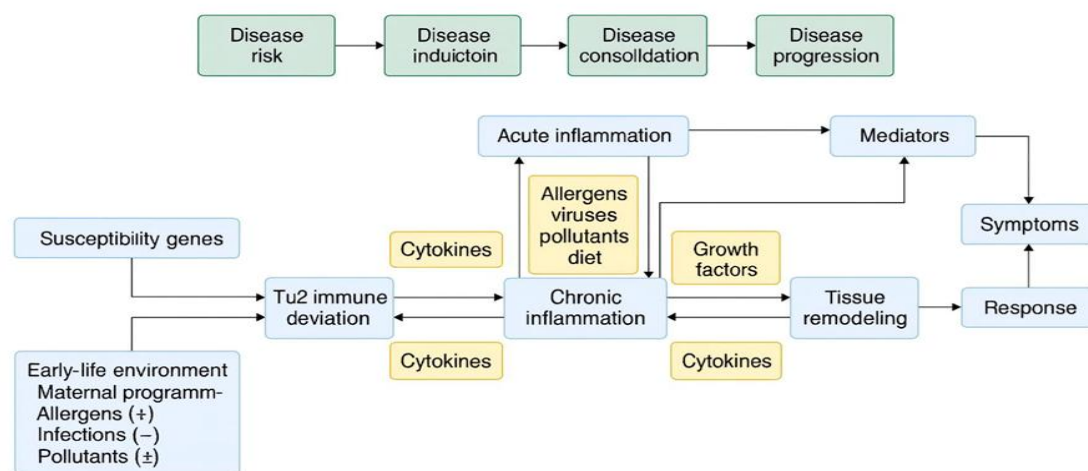 Disease
risk
Disease
induictoin
Disease
consolldation
Disease
progression
Acute inflammation
Mediators
Allergens
viruses
pollutants
diet
Susceptibility genes
Cytokines
Growth
factors
Symptoms
Tu2 immune
deviation
Chronic
inflammation
Tissue
remodeling
Response
Cytokines
Cytokines
Early-life environment
Maternal programm-
Allergens (+)
Infections (−)
Pollutants (±)